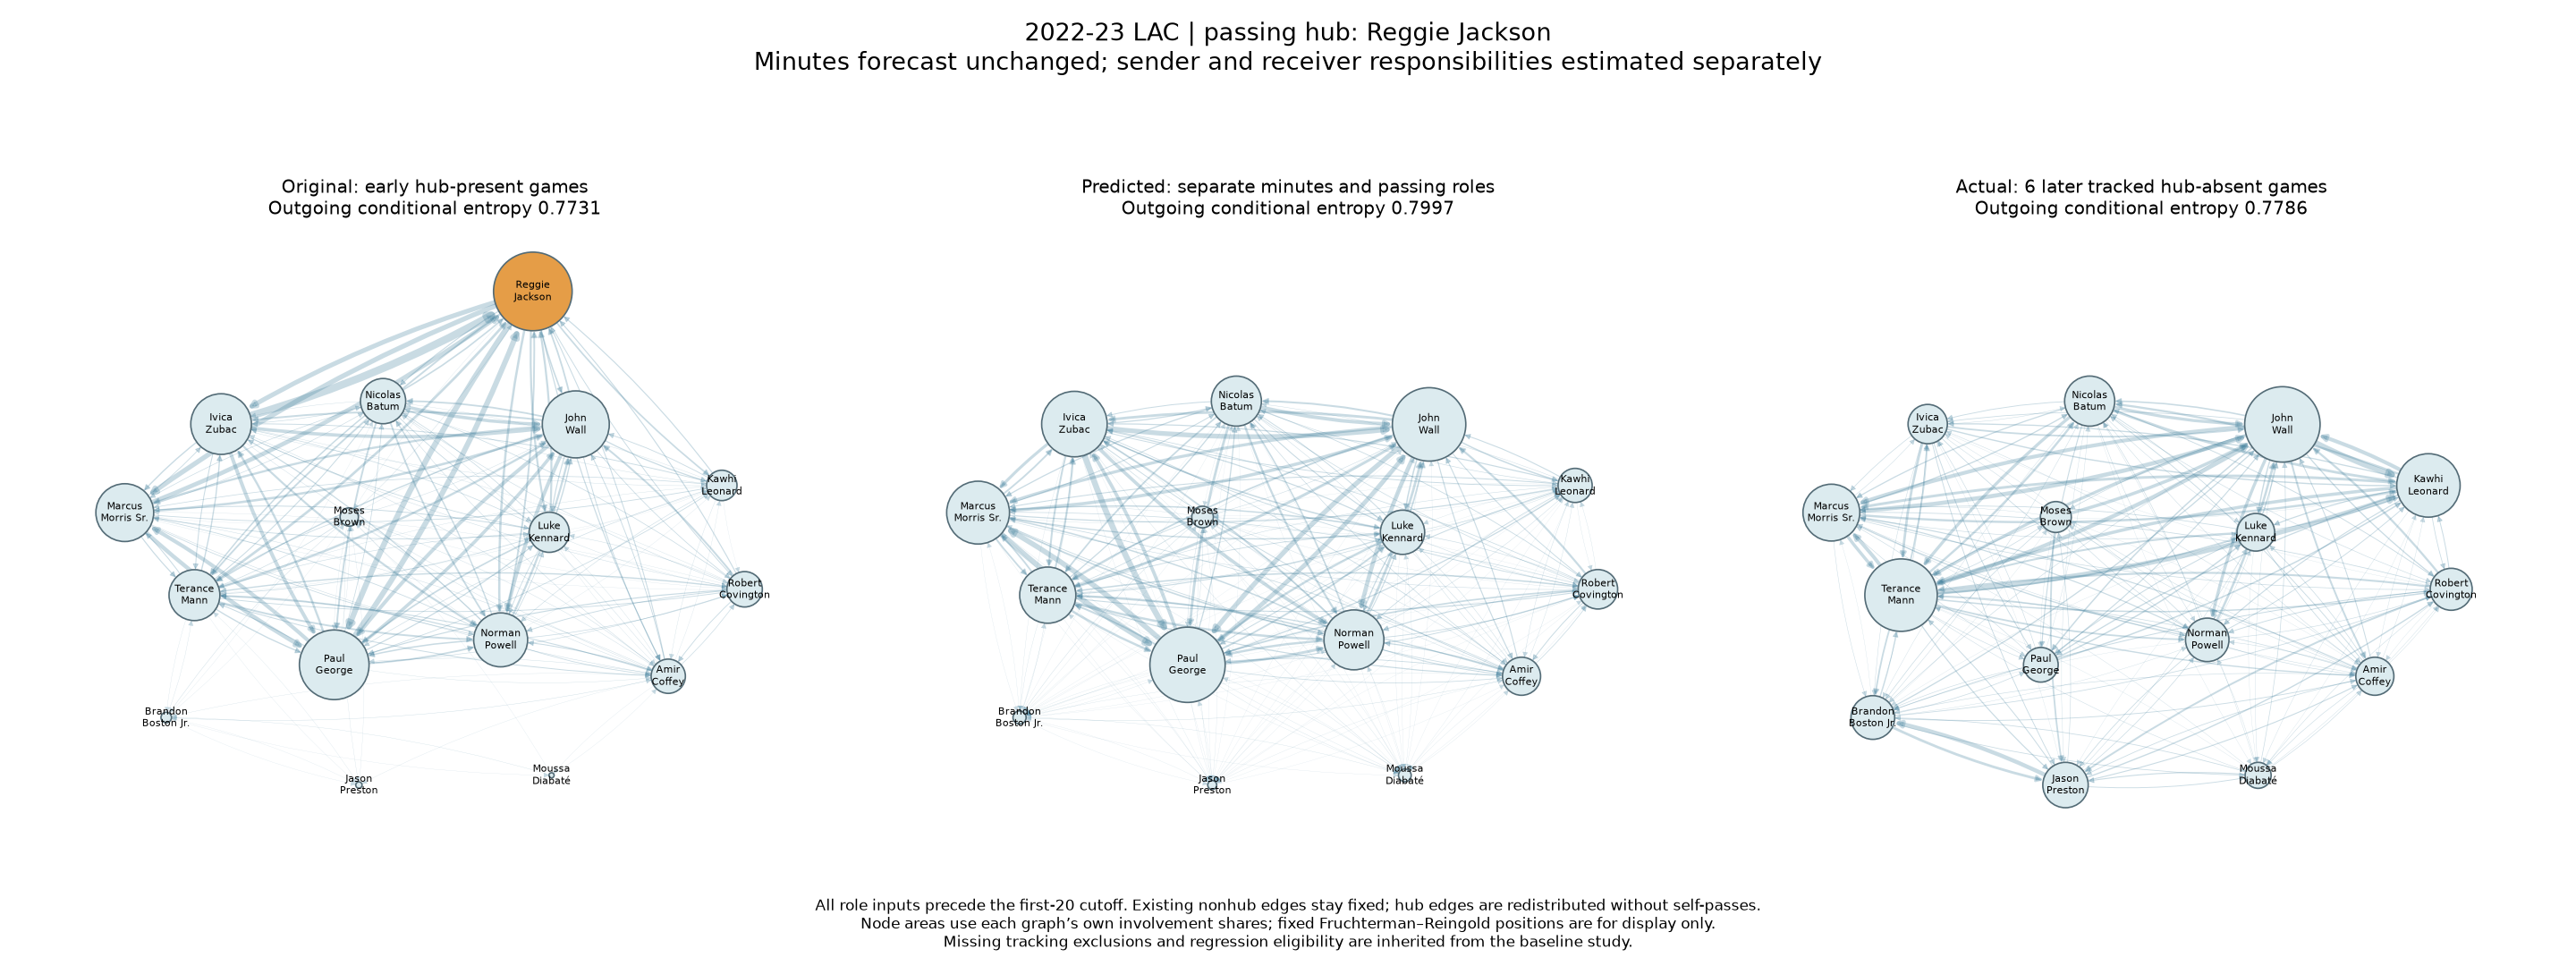 2022-23 LAC | passing hub: Reggie Jackson
Minutes forecast unchanged; sender and receiver responsibilities estimated separately
Original: early hub-present games
Outgoing conditional entropy 0.7731
Reggie
Jackson
Nicolas
Batum
Ivica
Zubac
John
Wall
Kawhi
Leonard
Marcus
Morris Sr.
Moses
Brown
Luke
Kennard
Terance
Mann
Robert
Covington
Norman
Powell
Paul
George
Amir
Coffey
Brandon
Boston Jr.
Jason
Preston
Moussa
Diabaté
Predicted: separate minutes and passing roles
Outgoing conditional entropy 0.7997
Nicolas
Batum
Ivica
Zubac
John
Wall
Kawhi
Leonard
Marcus
Morris Sr.
Moses
Brown
Luke
Kennard
Terance
Mann
Robert
Covington
Norman
Powell
Paul
George
Amir
Coffey
Brandon
Boston Jr.
Jason
Preston
Moussa
Diabaté
Actual: 6 later tracked hub-absent games
Outgoing conditional entropy 0.7786
Nicolas
Batum
Ivica
Zubac
John
Wall
Kawhi
Leonard
Marcus
Morris Sr.
Moses
Brown
Luke
Kennard
Terance
Mann
Robert
Covington
Norman
Powell
Paul
George
Amir
Coffey
Brandon
Boston Jr.
Jason
Preston
Moussa
Diabaté
All role inputs precede the first-20 cutoff. Existing nonhub edges stay fixed; hub edges are redistributed without self-passes.
Node areas use each graph’s own involvement shares; fixed Fruchterman–Reingold positions are for display only.
Missing tracking exclusions and regression eligibility are inherited from the baseline study.